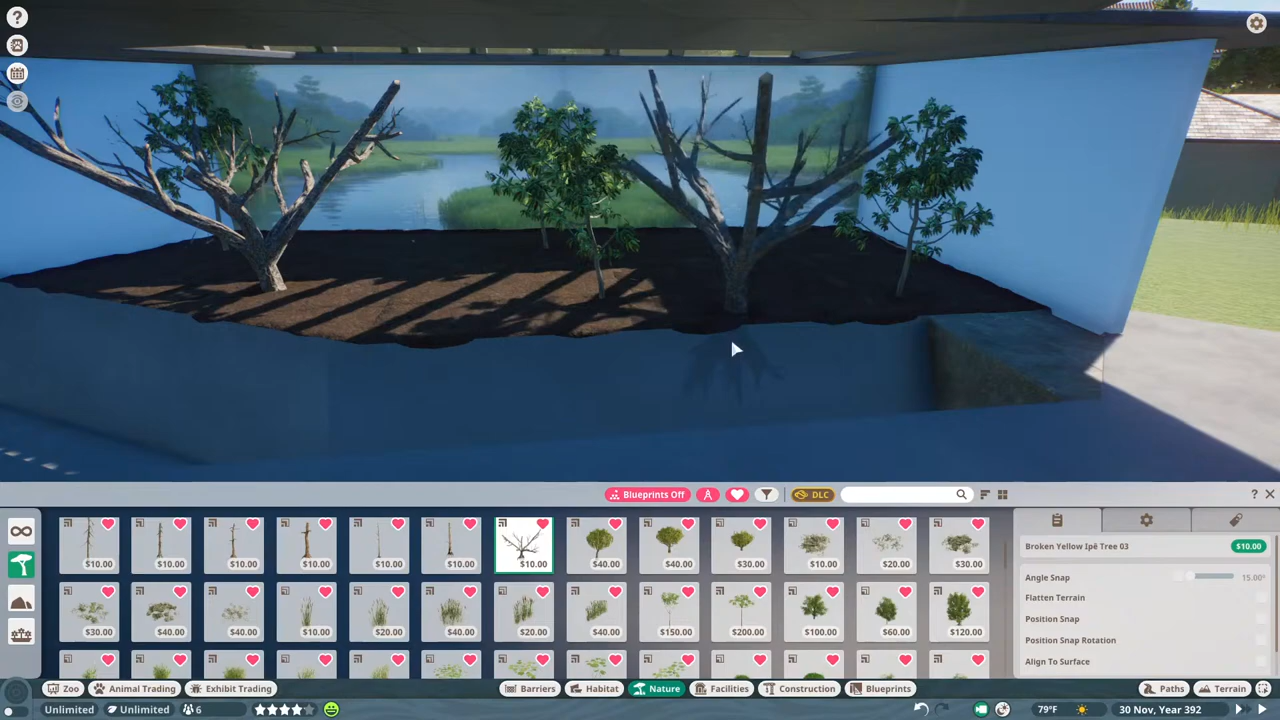 Blueprints Off
DLC
$10.00 $10.00 $10.00 $10.00 $10.00 $10.00 $10.00 $40.00 $40.00 $30.00 $10.00 $20.00 $30.00
$30.00 $40.00 $40.00 $10.00 $20.00 $40.00 $20.00 $40.00 $150.00 $200.00 $100.00 $60.00 $120.00
Broken Yellow Ipê Tree 03 $10.00
Angle Snap 15.00°
Flatten Terrain
Position Snap
Position Snap Rotation
Align To Surface
Zoo Animal Trading Exhibit Trading Barriers Habitat Nature Facilities Construction Blueprints Paths Terrain
Unlimited Unlimited 6 79°F 30 Nov, Year 392